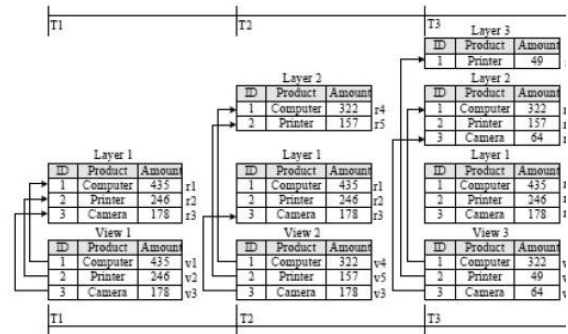 T1 T2 T3
Layer 3
ID Product Amount
1 Printer 49
Layer 2
ID Product Amount
1 Computer 322 r4
2 Printer 157 r5
Layer 2
ID Product Amount
1 Computer 322
2 Printer 157
3 Camera 64
Layer 1
ID Product Amount
1 Computer 435 r1
2 Printer 246 r2
3 Camera 178 r3
Layer 1
ID Product Amount
1 Computer 435 r1
2 Printer 246 r2
3 Camera 178 r3
Layer 1
ID Product Amount
1 Computer 435
2 Printer 246
3 Camera 178
View 1
ID Product Amount
1 Computer 435 v1
2 Printer 246 v2
3 Camera 178 v3
View 2
ID Product Amount
1 Computer 322 v4
2 Printer 157 v5
3 Camera 178 v3
View 3
ID Product Amount
1 Computer 322
2 Printer 49
3 Camera 64
T1 T2 T3